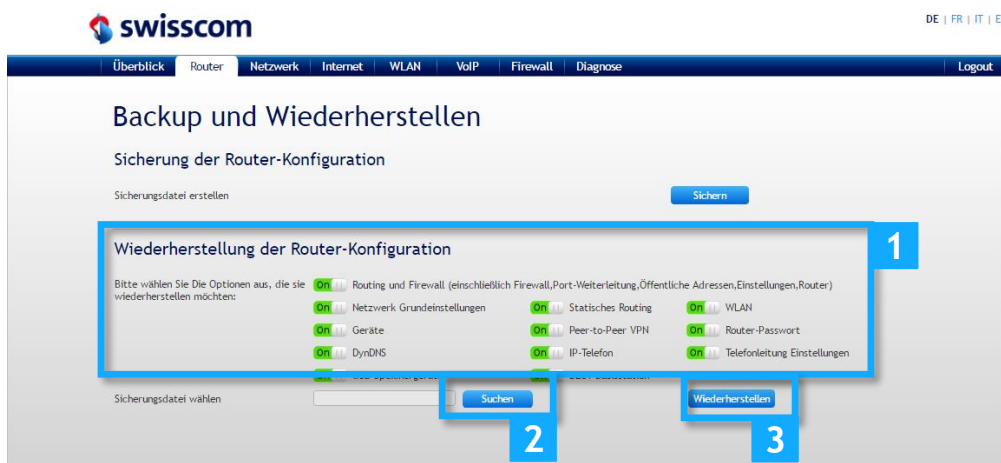 swisscom
DE | FR | IT | E
Überblick Router Netzwerk Internet WLAN VoIP Firewall Diagnose Logout
Backup und Wiederherstellen
Sicherung der Router-Konfiguration
Sicherungsdatei erstellen Sichern
1
Wiederherstellung der Router-Konfiguration
Bitte wählen Sie Die Optionen aus, die sie On Routing und Firewall (einschließlich Firewall,Port-Weiterleitung,Öffentliche Adressen,Einstellungen,Router)
wiederherstellen möchten:
On Netzwerk Grundeinstellungen On Statisches Routing On WLAN
On Geräte On Peer-to-Peer VPN On Router-Passwort
On DynDNS On IP-Telefon On Telefonleitung Einstellungen
Sicherungsdatei wählen Suchen Wiederherstellen
2 3